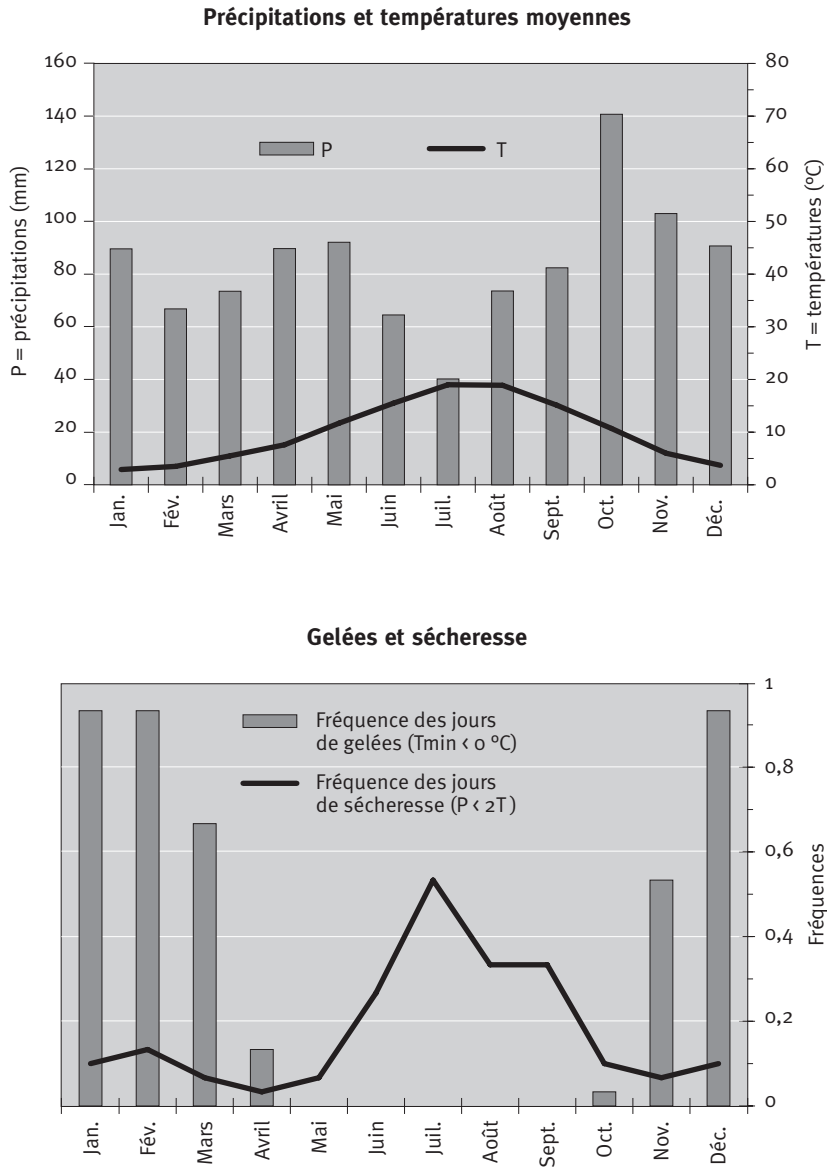 Précipitations et températures moyennes
160
140
120
100
80
60
40
20
0
P = précipitations (mm)
P
T
80
70
60
50
40
30
20
10
0
T = températures (°C)
Jan.
Fév.
Mars
Avril
Mai
Juin
Juil.
Août
Sept.
Oct.
Nov.
Déc.
Gelées et sécheresse
Fréquence des jours
de gelées (Tmin < 0 °C)
Fréquence des jours
de sécheresse (P < 2T)
1
0,8
0,6
0,4
0,2
0
Fréquences
Jan.
Fév.
Mars
Avril
Mai
Juin
Juil.
Août
Sept.
Oct.
Nov.
Déc.